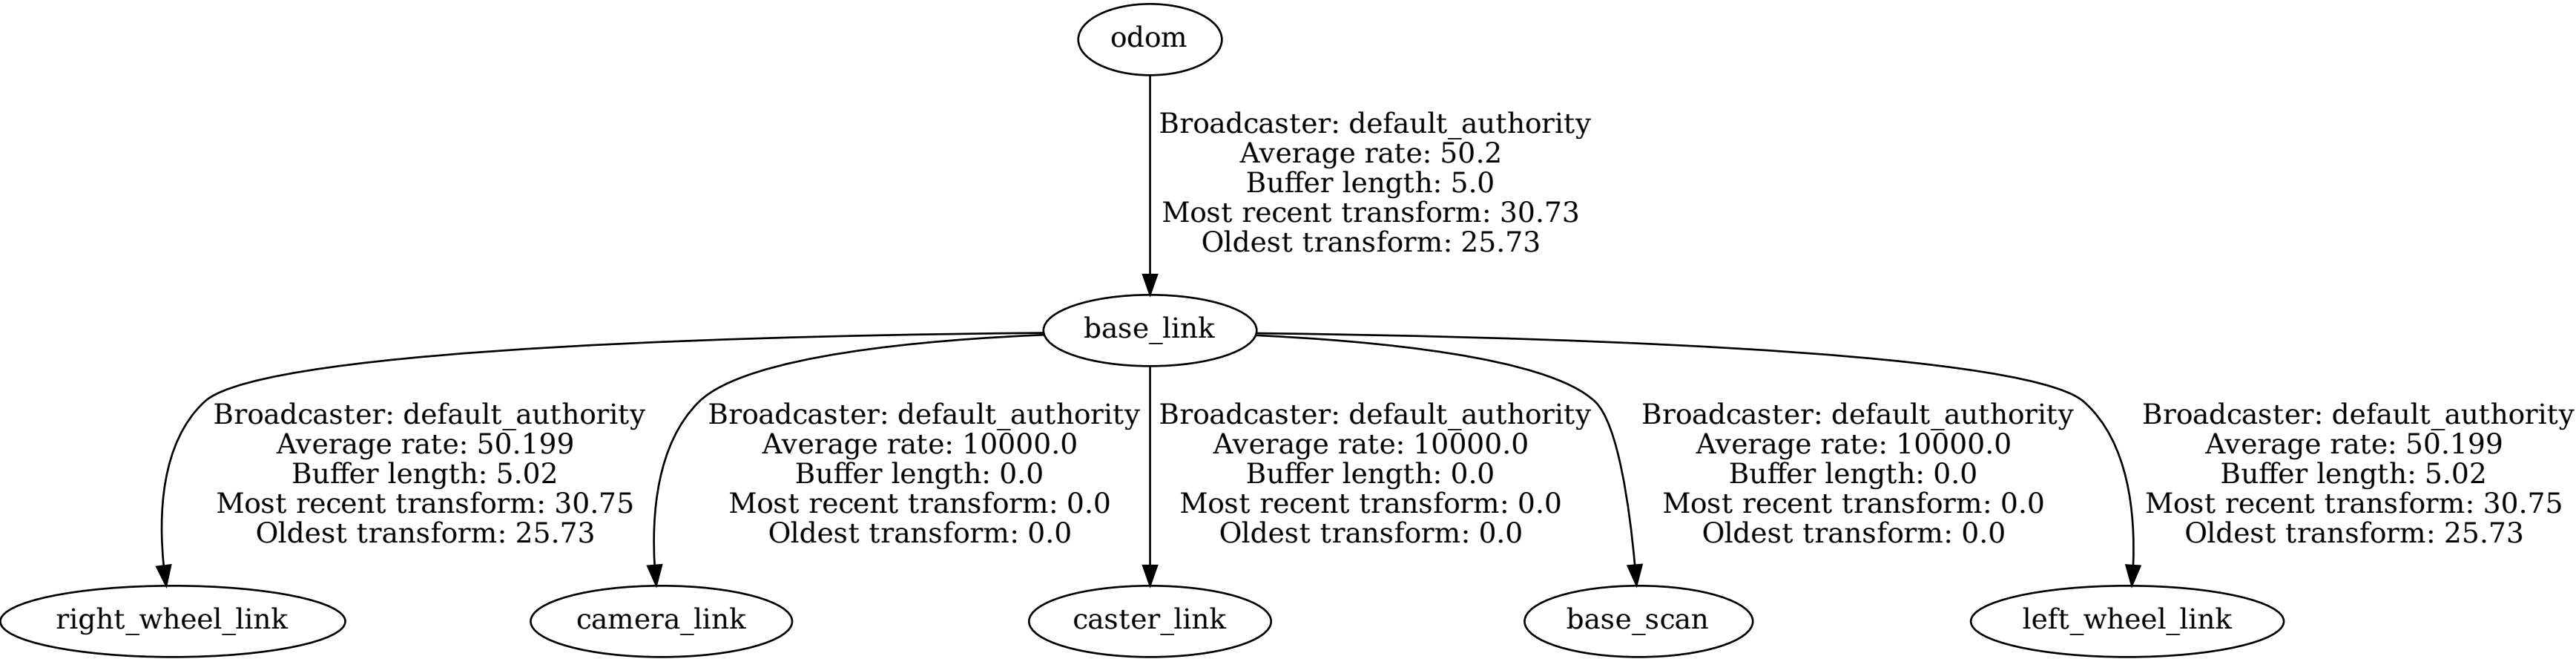 odom
Broadcaster: default_authority
Average rate: 50.2
Buffer length: 5.0
Most recent transform: 30.73
Oldest transform: 25.73
base_link
Broadcaster: default_authority
Average rate: 50.199
Buffer length: 5.02
Most recent transform: 30.75
Oldest transform: 25.73
Broadcaster: default_authority
Average rate: 10000.0
Buffer length: 0.0
Most recent transform: 0.0
Oldest transform: 0.0
Broadcaster: default_authority
Average rate: 10000.0
Buffer length: 0.0
Most recent transform: 0.0
Oldest transform: 0.0
Broadcaster: default_authority
Average rate: 10000.0
Buffer length: 0.0
Most recent transform: 0.0
Oldest transform: 0.0
Broadcaster: default_authority
Average rate: 50.199
Buffer length: 5.02
Most recent transform: 30.75
Oldest transform: 25.73
right_wheel_link
camera_link
caster_link
base_scan
left_wheel_link